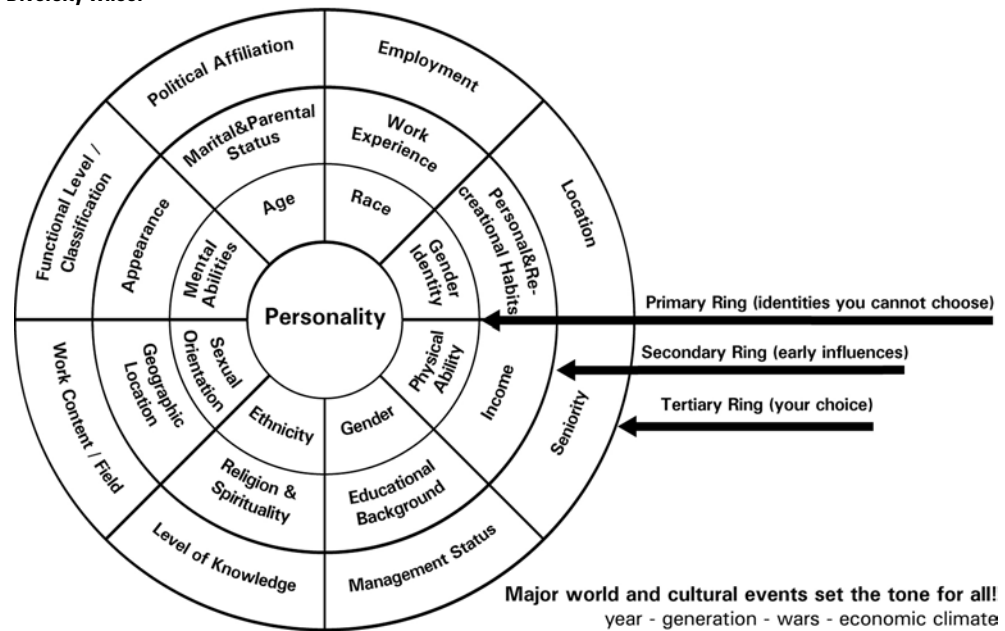 Diversity Wheel
Political Affiliation
Employment
Functional Level /
Classification
Marital&Parental
Status
Work
Experience
Location
Appearance
Age
Race
Personal&Re-
creational Habits
Mental
Abilities
Gender
Identity
Personality
Primary Ring (identities you cannot choose)
Secondary Ring (early influences)
Tertiary Ring (your choice)
Work Content / Field
Geographic
Location
Sexual
Orientation
Physical
Ability
Income
Seniority
Ethnicity
Gender
Religion &
Spirituality
Educational
Background
Level of Knowledge
Management Status
Major world and cultural events set the tone for all!
year - generation - wars - economic climate